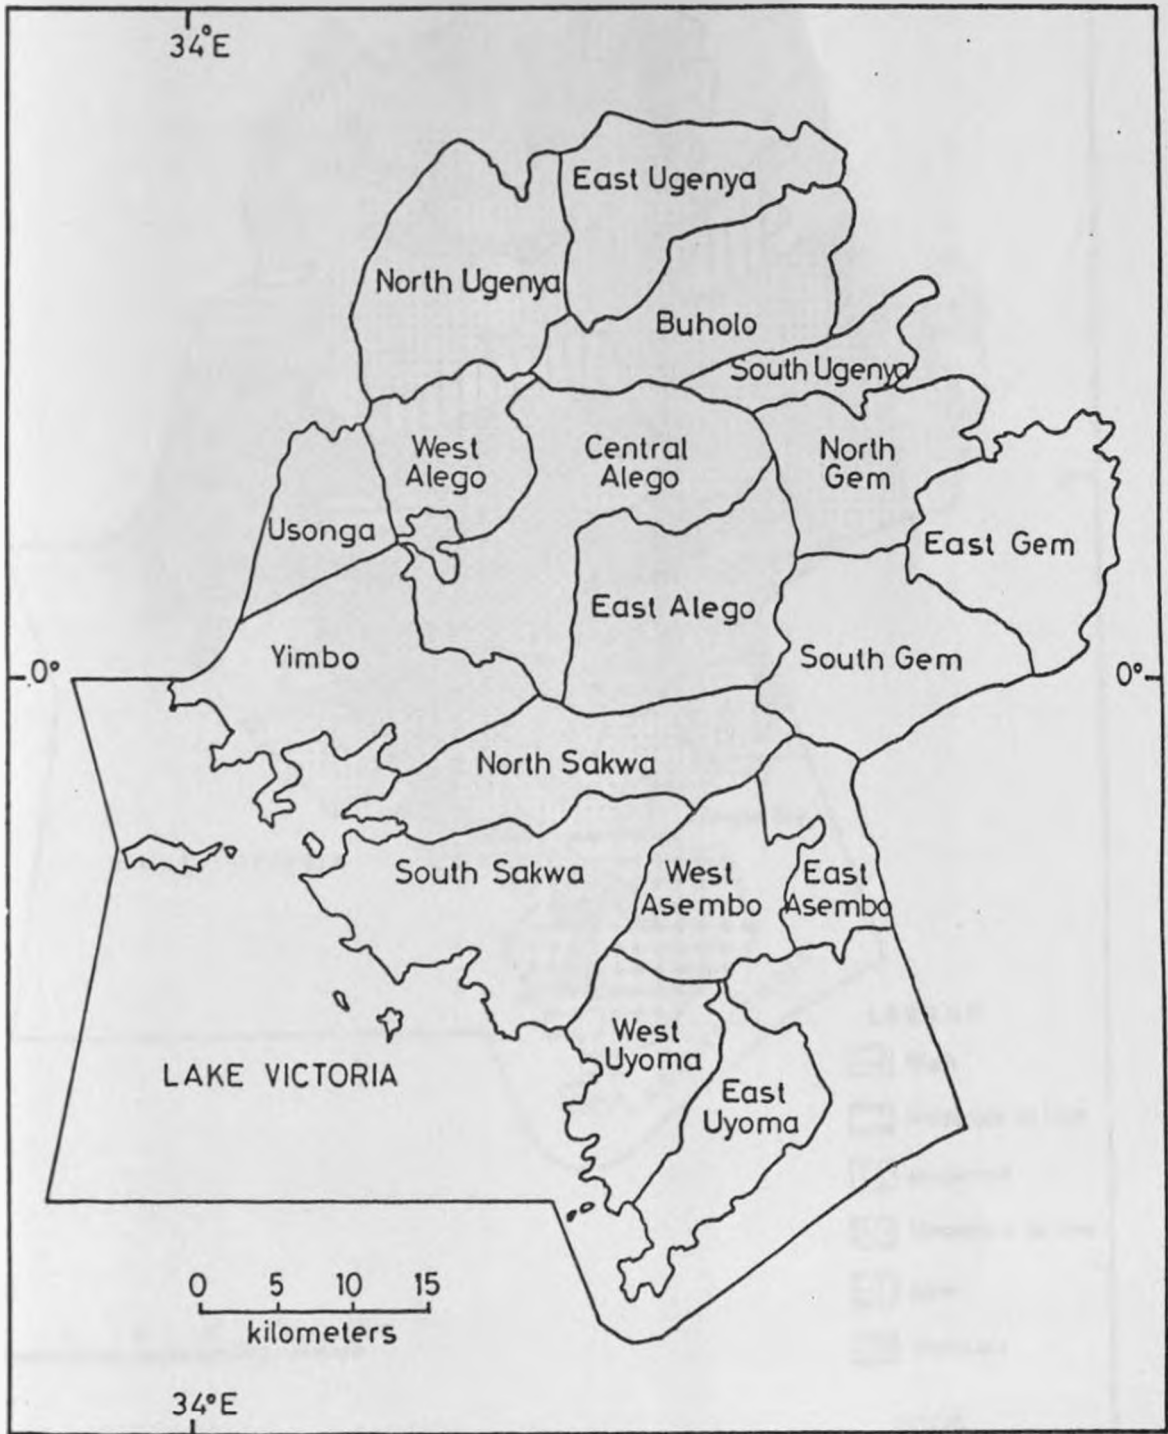 34°E
East Ugenya
North Ugenya
Buholo
South Ugenya
West
Alego
Central
Alego
North
Gem
Usonga
East Gem
East Alego
Yimbo
South Gem
0°
0°
North Sakwa
South Sakwa
West
Asembo
East
Asembo
West
Uyoma
LAKE VICTORIA
East
Uyoma
0 5 10 15
kilometers
34°E